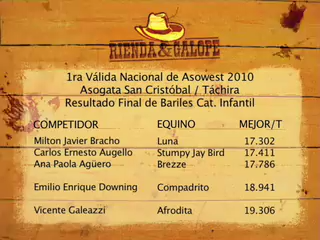 RIENDA & GALOPE
1ra Válida Nacional de Asowest 2010
Asogata San Cristóbal / Táchira
Resultado Final de Bariles Cat. Infantil
COMPETIDOR EQUINO MEJOR/T
Milton Javier Bracho Luna 17.302
Carlos Ernesto Augello Stumpy Jay Bird 17.411
Ana Paola Agüero Brezze 17.786
Emilio Enrique Downing Compadrito 18.941
Vicente Galeazzi Afrodita 19.306